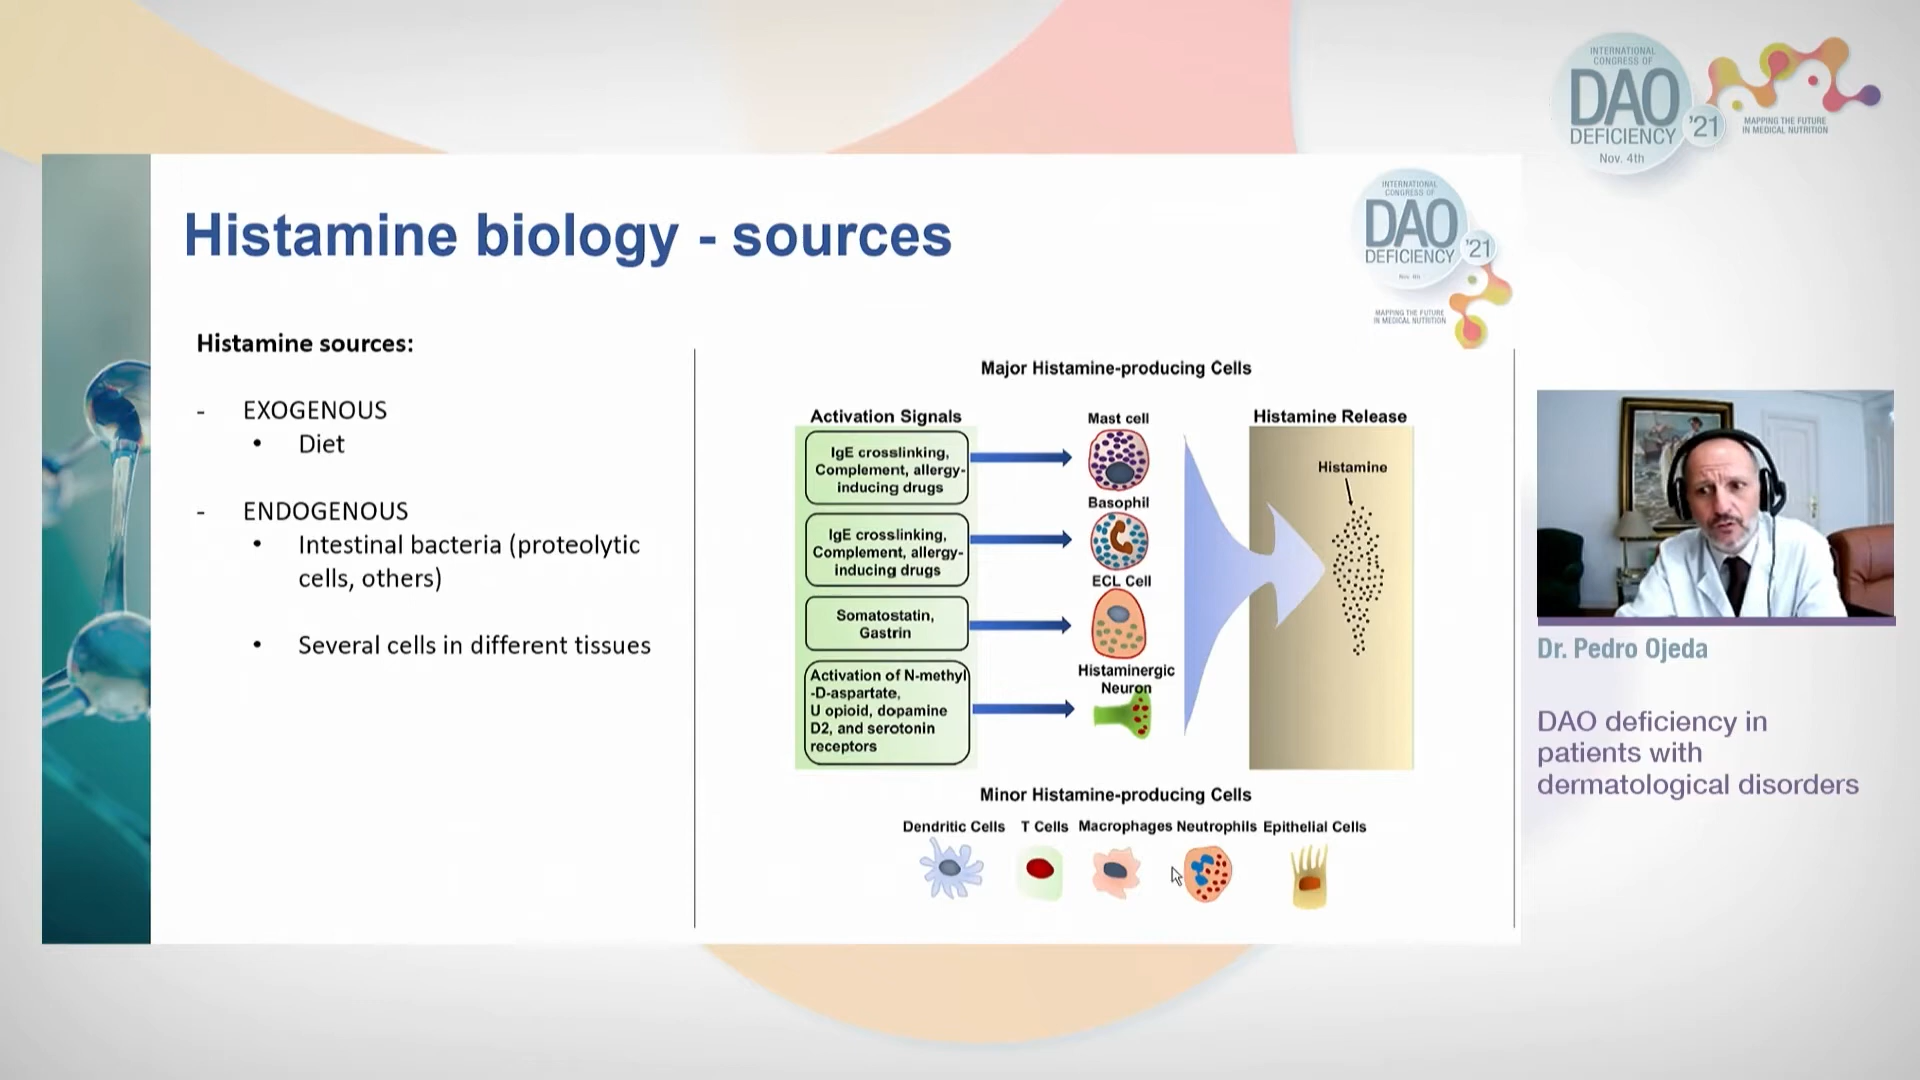 INTERNATIONAL
CONGRESS OF
DAO
DEFICIENCY
'21
Nov. 4th
MAPPING THE FUTURE
IN MEDICAL NUTRITION
Histamine biology - sources
INTERNATIONAL
CONGRESS OF
DAO
DEFICIENCY
'21
Nov. 4th
MAPPING THE FUTURE
IN MEDICAL NUTRITION
Histamine sources:
- EXOGENOUS
• Diet
- ENDOGENOUS
• Intestinal bacteria (proteolytic
cells, others)
• Several cells in different tissues
Major Histamine-producing Cells
Activation Signals
IgE crosslinking,
Complement, allergy-
inducing drugs
IgE crosslinking,
Complement, allergy-
inducing drugs
Somatostatin,
Gastrin
Activation of N-methyl
-D-aspartate,
U opioid, dopamine
D2, and serotonin
receptors
Mast cell
Basophil
ECL Cell
Histaminergic
Neuron
Histamine Release
Histamine
Minor Histamine-producing Cells
Dendritic Cells T Cells Macrophages Neutrophils Epithelial Cells
Dr. Pedro Ojeda
DAO deficiency in
patients with
dermatological disorders